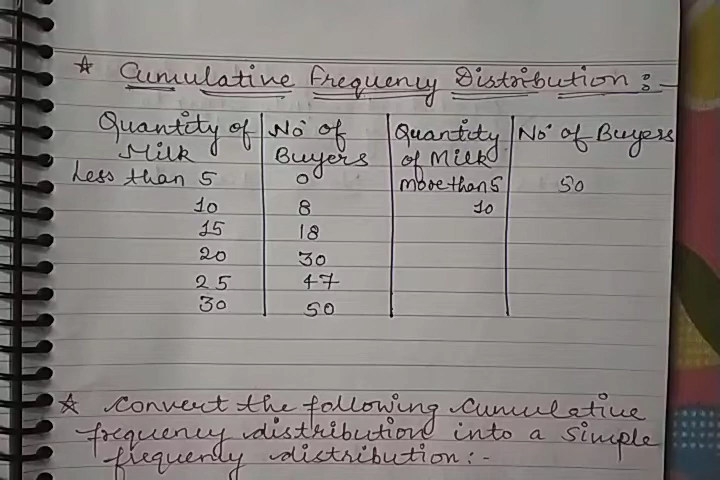 ☆ Cumulative Frequency Distribution :-
Quantity of Milk | No of Buyers | Quantity of Milk | No of Buyers
Less than 5 | 0 | more than 5 | 50
10 | 8 | 10
15 | 18
20 | 30
25 | 47
30 | 50
☆ Convert the following cumulative
frequency distribution into a simple
frequency distribution :-